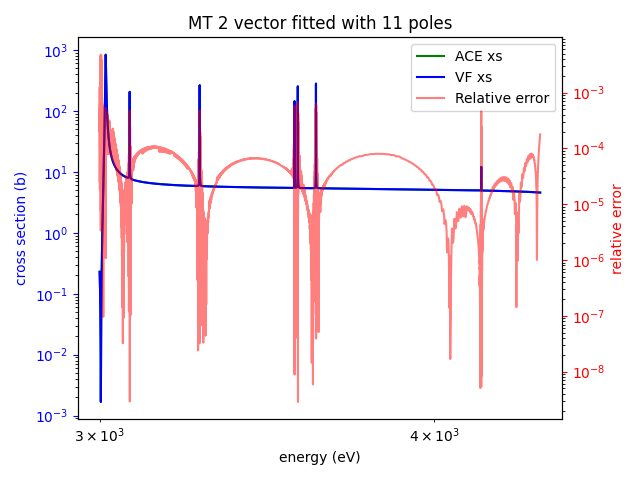 MT 2 vector fitted with 11 poles
ACE xs
VF xs
Relative error
cross section (b)
10³
10²
10¹
10⁰
10⁻¹
10⁻²
10⁻³
relative error
10⁻³
10⁻⁴
10⁻⁵
10⁻⁶
10⁻⁷
10⁻⁸
3 × 10³
4 × 10³
energy (eV)